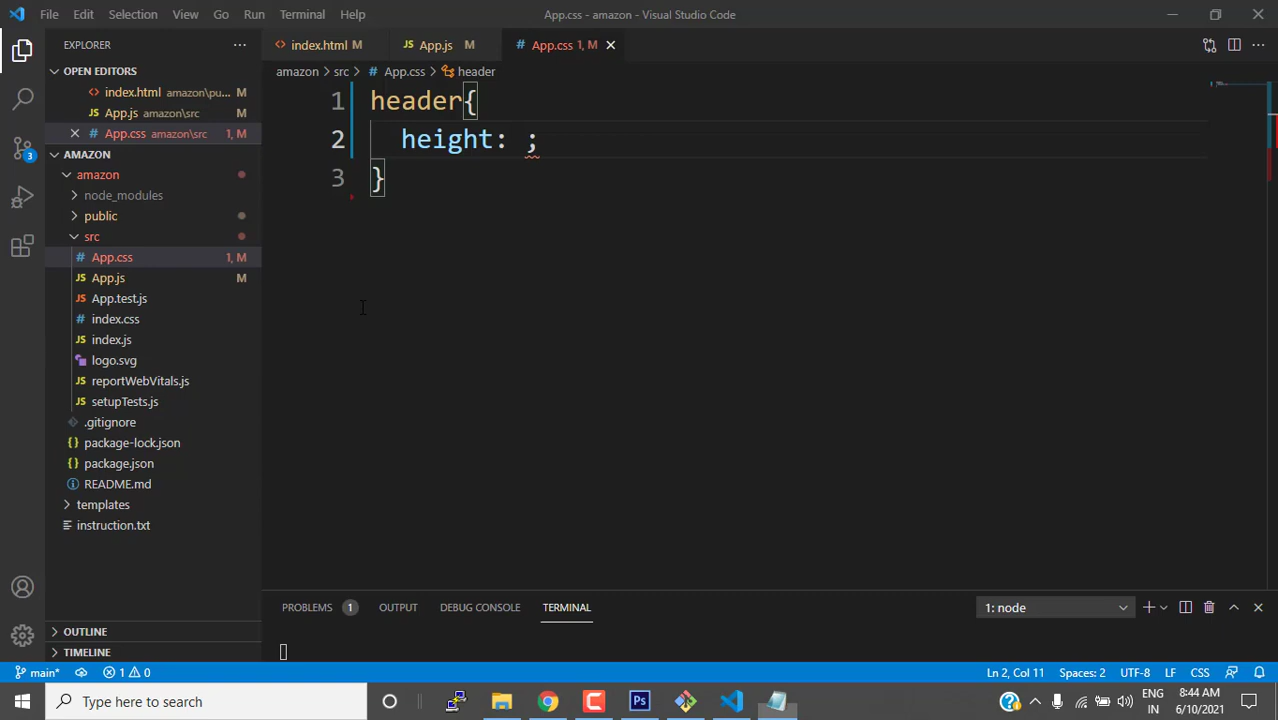 File Edit Selection View Go Run Terminal Help App.css - amazon - Visual Studio Code
EXPLORER
index.html M App.js M App.css 1, M
OPEN EDITORS
index.html amazon\pu... M
App.js amazon\src M
App.css amazon\src 1, M
AMAZON
amazon
node_modules
public
src
App.css 1, M
App.js M
App.test.js
index.css
index.js
logo.svg
reportWebVitals.js
setupTests.js
.gitignore
package-lock.json
package.json
README.md
templates
instruction.txt
OUTLINE
TIMELINE
3
amazon > src > # App.css > header
1 header{
2 height: ;
3 }
PROBLEMS 1 OUTPUT DEBUG CONSOLE TERMINAL 1: node
main* 1 0 Ln 2, Col 11 Spaces: 2 UTF-8 LF CSS
Type here to search
ENG
IN
8:44 AM
6/10/2021